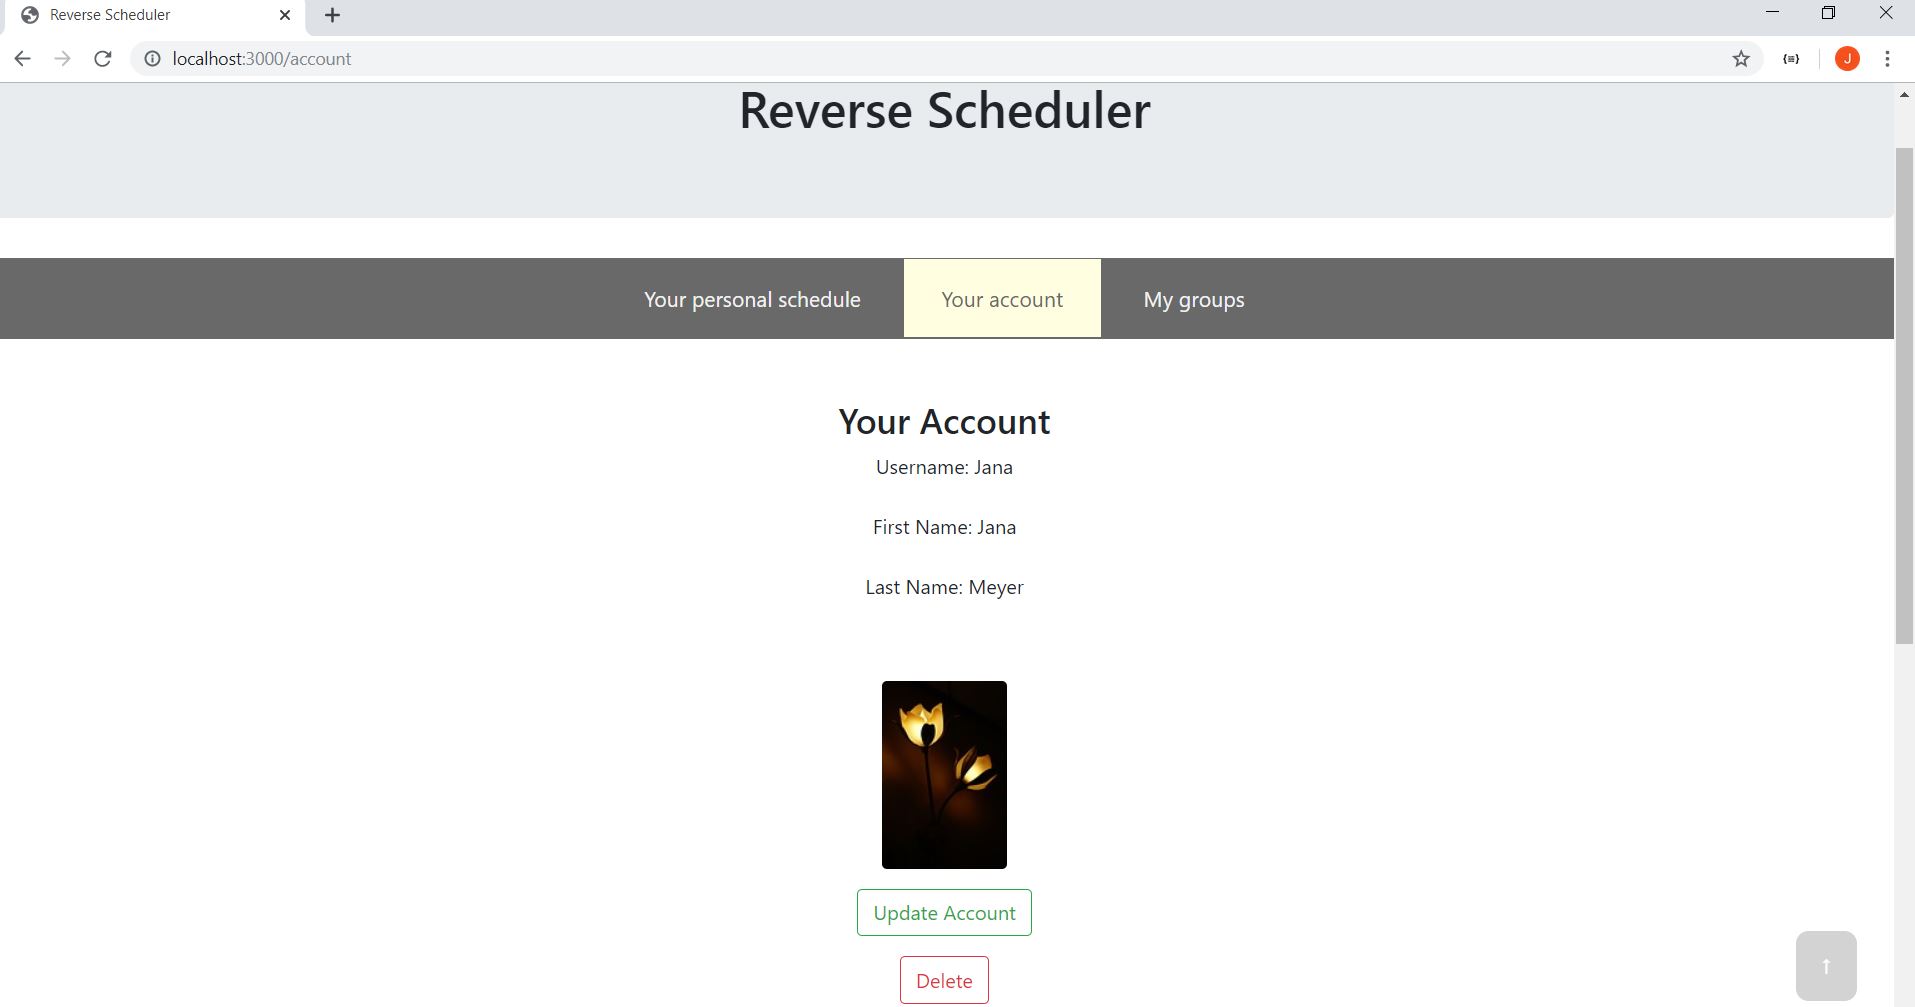 Reverse Scheduler
localhost:3000/account
J
Reverse Scheduler
Your personal schedule
Your account
My groups
Your Account
Username: Jana
First Name: Jana
Last Name: Meyer
Update Account
Delete
↑